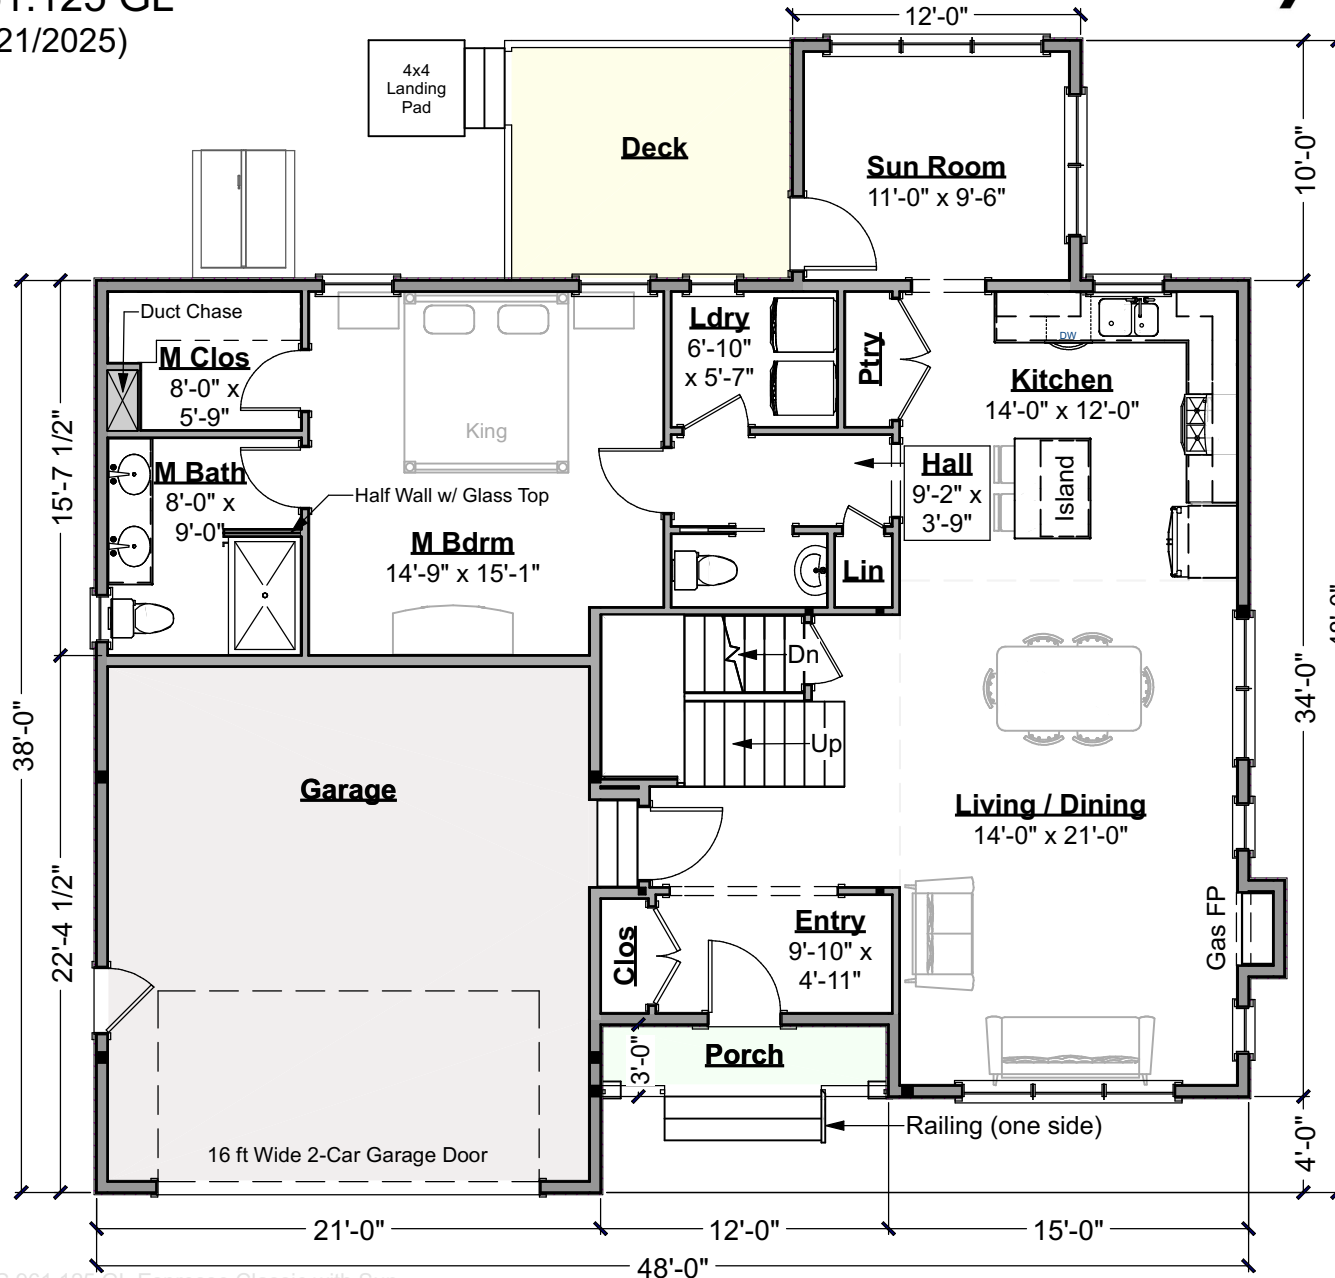 125 GL
21/2025)
12'-0"
4x4
Landing
Pad
Deck
Sun Room
11'-0" x 9'-6"
10'-0"
Duct Chase
M Clos
8'-0" x
5'-9"
King
Ldry
6'-10"
x 5'-7"
Ptry
DW
Kitchen
14'-0" x 12'-0"
15'-7 1/2"
M Bath
8'-0" x
9'-0"
Half Wall w/ Glass Top
M Bdrm
14'-9" x 15'-1"
Hall
9'-2" x
3'-9"
Island
Lin
Dn
Up
38'-0"
34'-0"
Garage
Living / Dining
14'-0" x 21'-0"
22'-4 1/2"
Clos
Entry
9'-10" x
4'-11"
Gas FP
3'-0"
Porch
Railing (one side)
16 ft Wide 2-Car Garage Door
4'-0"
21'-0"
12'-0"
15'-0"
48'-0"